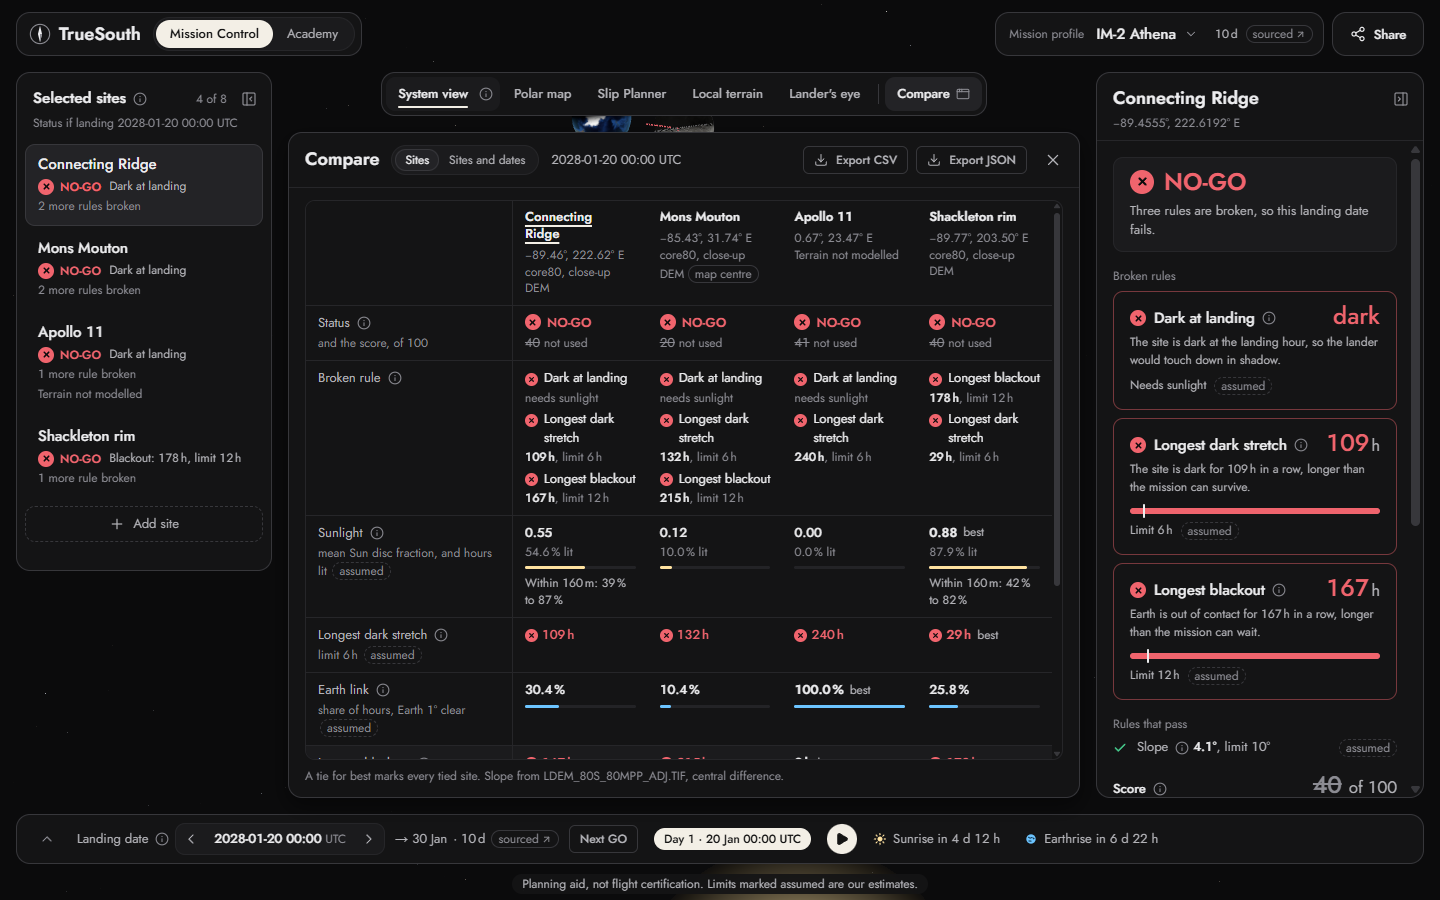 TrueSouth
Mission Control
Academy
Mission profile IM-2 Athena 10 d sourced ↗
Share
Selected sites 4 of 8
Status if landing 2028-01-20 00:00 UTC
Connecting Ridge
NO-GO Dark at landing
2 more rules broken
Mons Mouton
NO-GO Dark at landing
2 more rules broken
Apollo 11
NO-GO Dark at landing
1 more rule broken
Terrain not modelled
Shackleton rim
NO-GO Blackout: 178 h, limit 12 h
1 more rule broken
+ Add site
System view Polar map Slip Planner Local terrain Lander's eye Compare
Compare Sites Sites and dates 2028-01-20 00:00 UTC Export CSV Export JSON
Connecting
Ridge
−89.46°, 222.62° E
core80, close-up
DEM
Mons Mouton
−85.43°, 31.74° E
core80, close-up
DEM map centre
Apollo 11
0.67°, 23.47° E
Terrain not modelled
Shackleton rim
−89.77°, 203.50° E
core80, close-up
DEM
Status NO-GO NO-GO NO-GO NO-GO
and the score, of 100 40 not used 20 not used 41 not used 40 not used
Broken rule
Dark at landing
needs sunlight
Longest dark
stretch
109 h, limit 6 h
Longest blackout
167 h, limit 12 h
Dark at landing
needs sunlight
Longest dark
stretch
132 h, limit 6 h
Longest blackout
215 h, limit 12 h
Dark at landing
needs sunlight
Longest dark
stretch
240 h, limit 6 h
Longest blackout
178 h, limit 12 h
Longest dark
stretch
29 h, limit 6 h
Sunlight
mean Sun disc fraction, and hours
lit assumed
0.55
54.6 % lit
Within 160 m: 39 %
to 87 %
0.12
10.0 % lit
0.00
0.0 % lit
0.88 best
87.9 % lit
Within 160 m: 42 %
to 82 %
Longest dark stretch 109 h 132 h 240 h 29 h best
limit 6 h assumed
Earth link 30.4 % 10.4 % 100.0 % best 25.8 %
share of hours, Earth 1° clear
assumed
A tie for best marks every tied site. Slope from LDEM_80S_80MPP_ADJ.TIF, central difference.
Connecting Ridge
−89.4555°, 222.6192° E
NO-GO
Three rules are broken, so this landing date
fails.
Broken rules
Dark at landing dark
The site is dark at the landing hour, so the lander
would touch down in shadow.
Needs sunlight assumed
Longest dark stretch 109 h
The site is dark for 109 h in a row, longer than
the mission can survive.
Limit 6 h assumed
Longest blackout 167 h
Earth is out of contact for 167 h in a row, longer
than the mission can wait.
Limit 12 h assumed
Rules that pass
Slope 4.1°, limit 10° assumed
Score 40 of 100
Landing date 2028-01-20 00:00 UTC → 30 Jan · 10 d sourced ↗ Next GO Day 1 · 20 Jan 00:00 UTC Sunrise in 4 d 12 h Earthrise in 6 d 22 h
Planning aid, not flight certification. Limits marked assumed are our estimates.